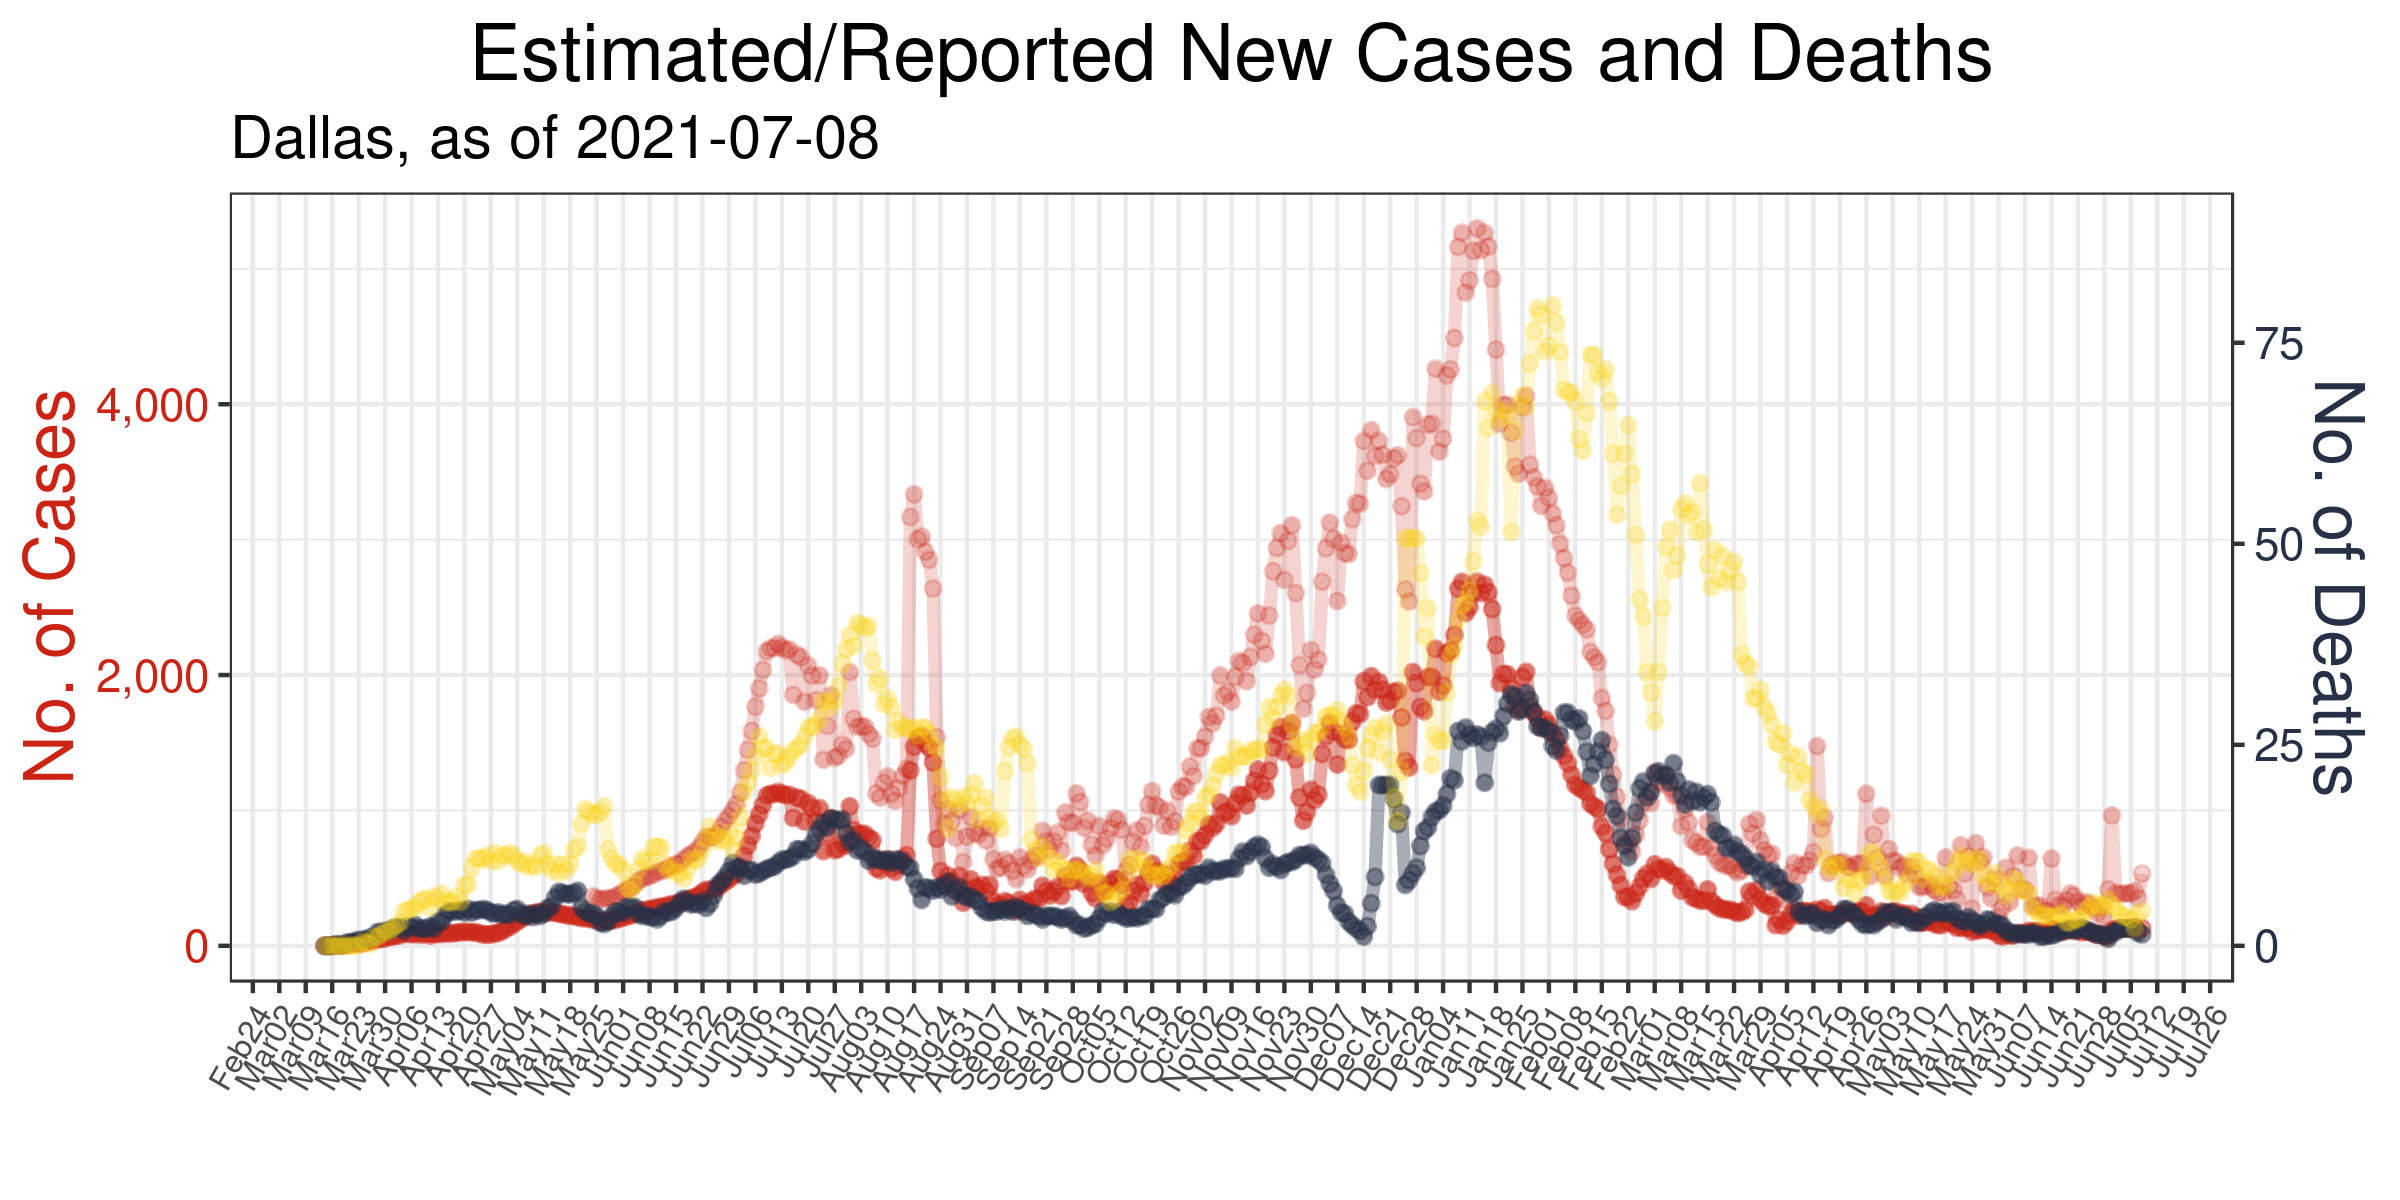 Estimated/Reported New Cases and Deaths
Dallas, as of 2021-07-08
No. of Cases
4,000
2,000
0
75
50
25
0
No. of Deaths
Feb24 Mar02 Mar09 Mar16 Mar23 Mar30 Apr06 Apr13 Apr20 Apr27 May04 May11 May18 May25 Jun01 Jun08 Jun15 Jun22 Jun29 Jul06 Jul13 Jul20 Jul27 Aug03 Aug10 Aug17 Aug24 Aug31 Sep07 Sep14 Sep21 Sep28 Oct05 Oct12 Oct19 Oct26 Nov02 Nov09 Nov16 Nov23 Nov30 Dec07 Dec14 Dec21 Dec28 Jan04 Jan11 Jan18 Jan25 Feb01 Feb08 Feb15 Feb22 Mar01 Mar08 Mar15 Mar22 Mar29 Apr05 Apr12 Apr19 Apr26 May03 May10 May17 May24 May31 Jun07 Jun14 Jun21 Jun28 Jul05 Jul12 Jul19 Jul26